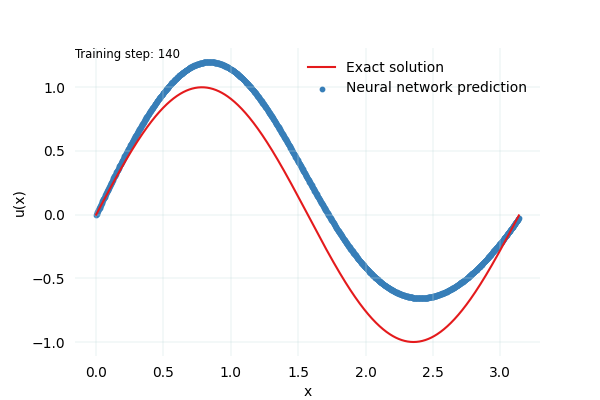 Training step: 140
Exact solution
Neural network prediction
1.0
0.5
0.0
−0.5
−1.0
u(x)
0.0 0.5 1.0 1.5 2.0 2.5 3.0
x